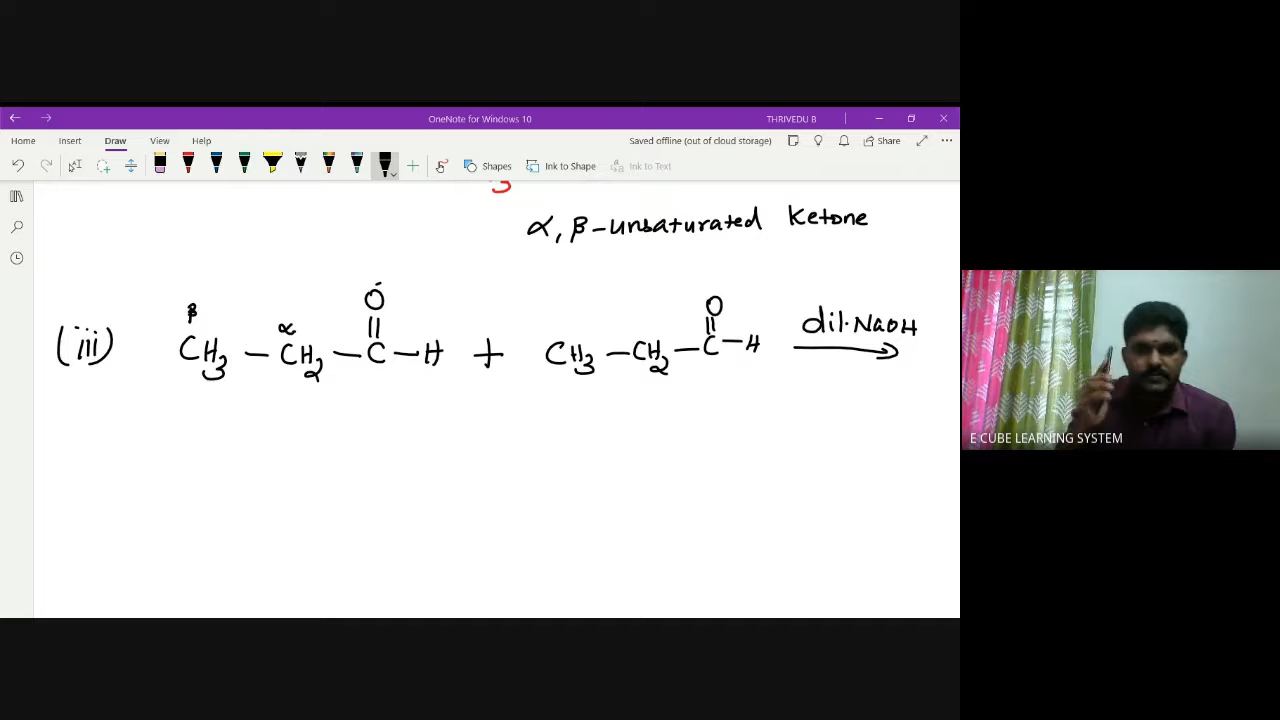 OneNote for Windows 10
THRIVEDU B
Home Insert Draw View Help
Saved offline (out of cloud storage)
Share
Shapes
Ink to Shape
Ink to Text
3
α, β-unsaturated Ketone
β
α
O
O
dil·NaOH
(iii) CH3 — CH2 — C — H + CH3 — CH2 — C — H
E CUBE LEARNING SYSTEM